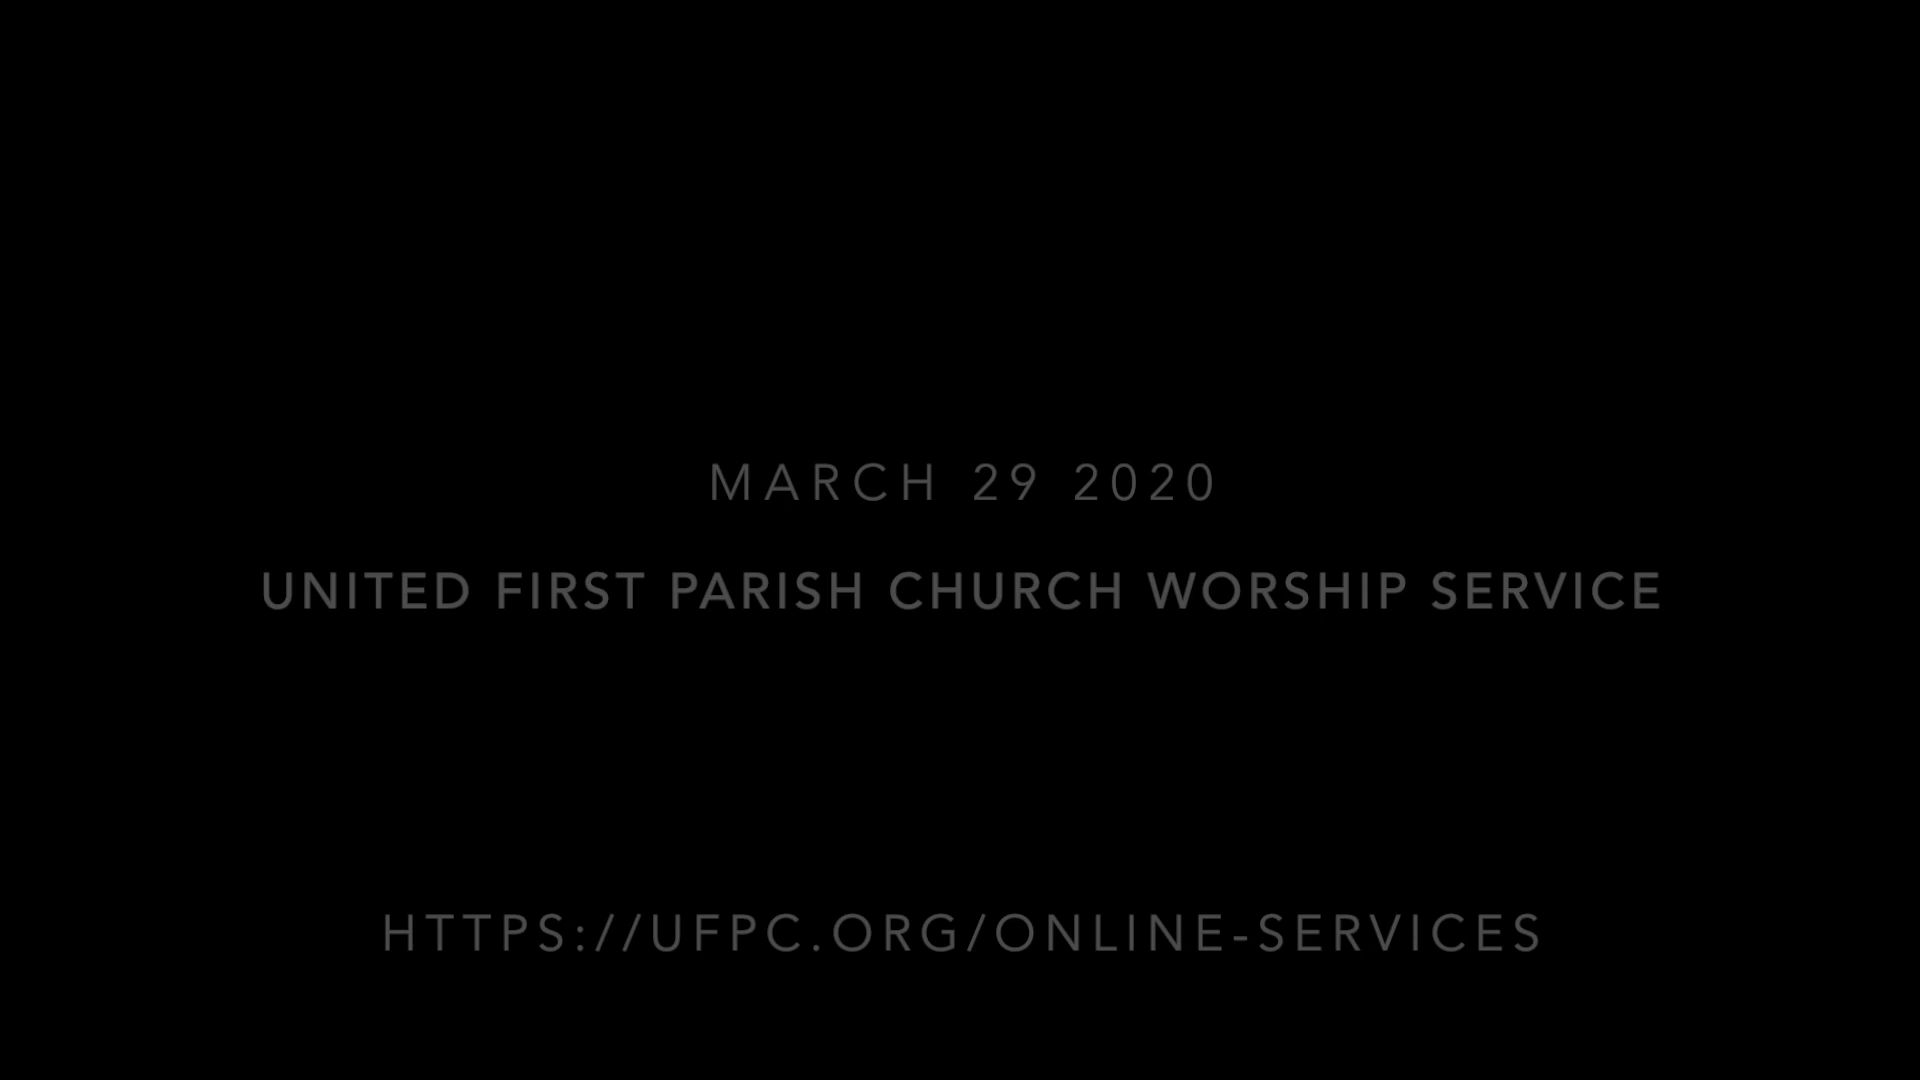 MARCH 29 2020
UNITED FIRST PARISH CHURCH WORSHIP SERVICE
HTTPS://UFPC.ORG/ONLINE-SERVICES